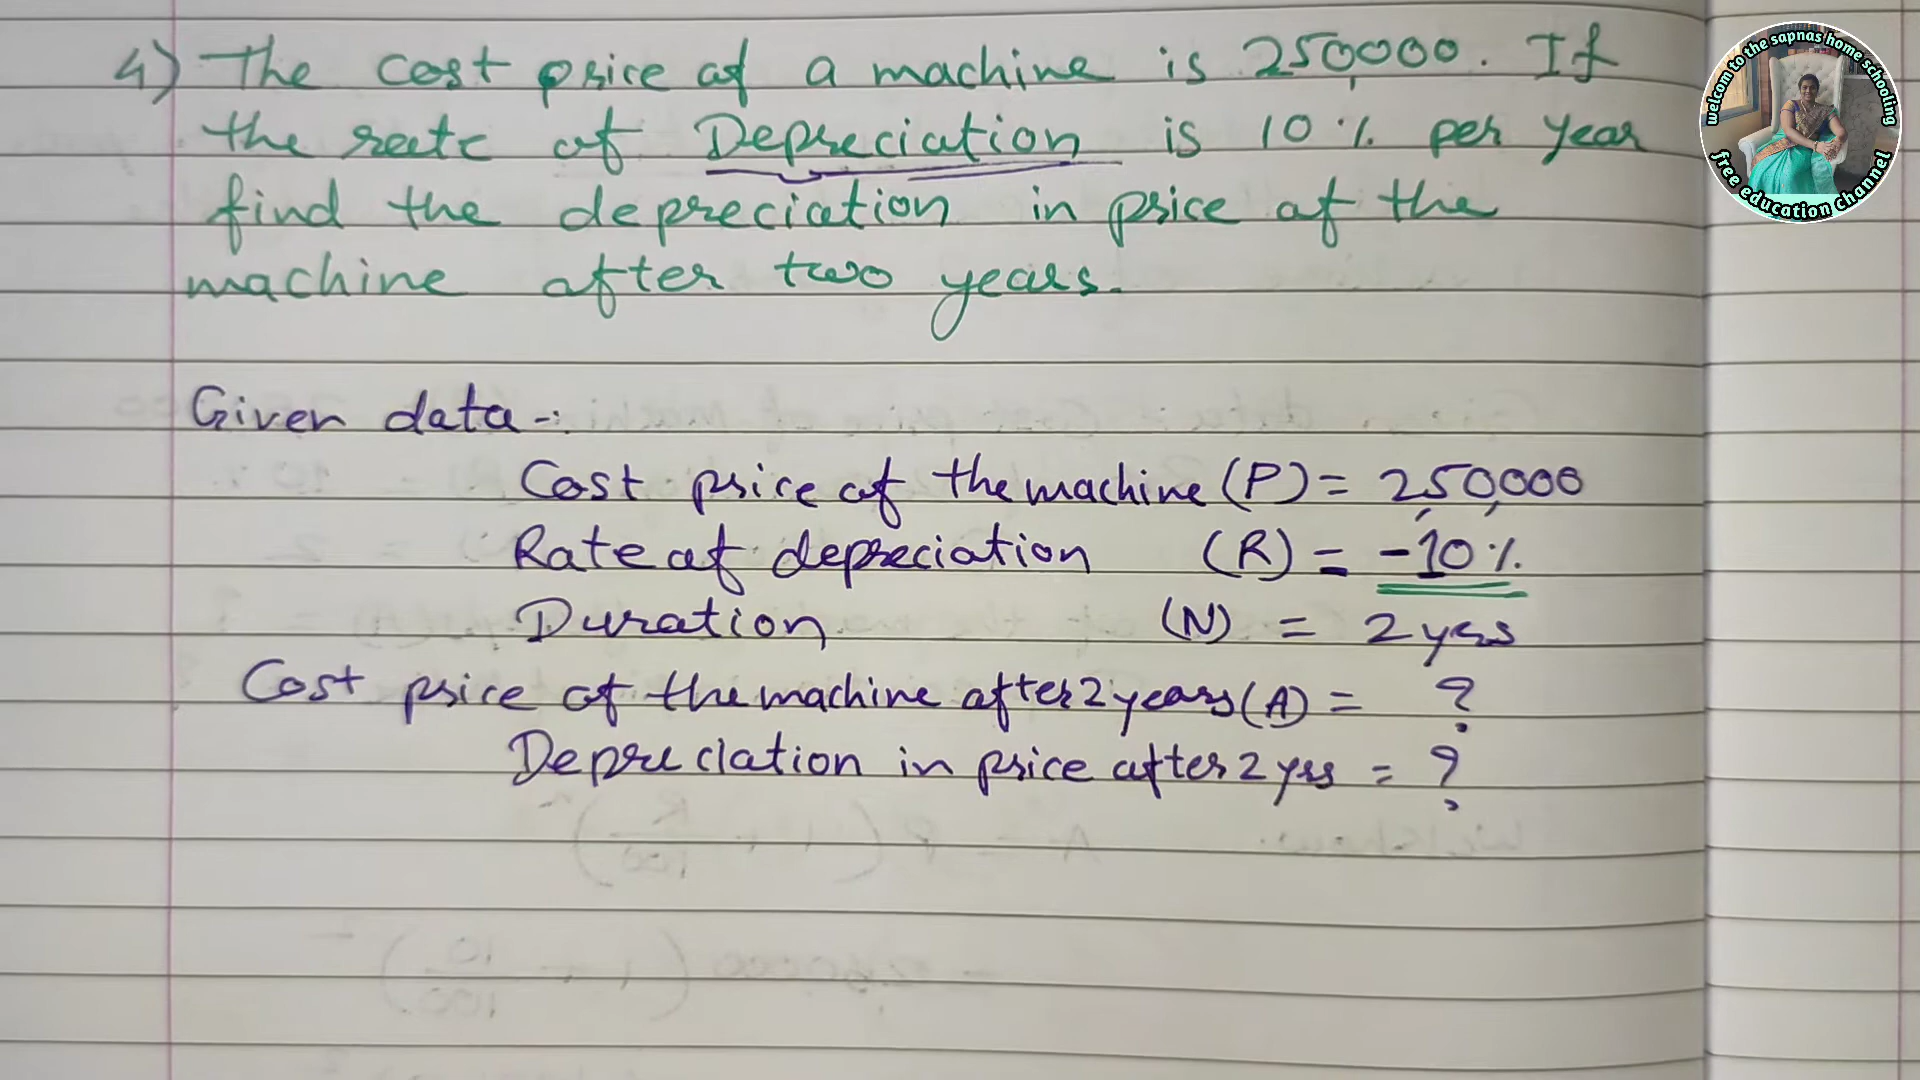 4) The cost price of a machine is 250,000. If
the rate of Depreciation is 10 % per year
find the depreciation in price of the
machine after two years.
Given data -:
Cost price of the machine (P) = 2,50,000
Rate of depreciation (R) = -10 %
Duration (N) = 2 yrs
Cost price of the machine after 2 years (A) = ?
Depreciation in price after 2 yrs = ?
welcom to the sapnas home schooling
free education channel